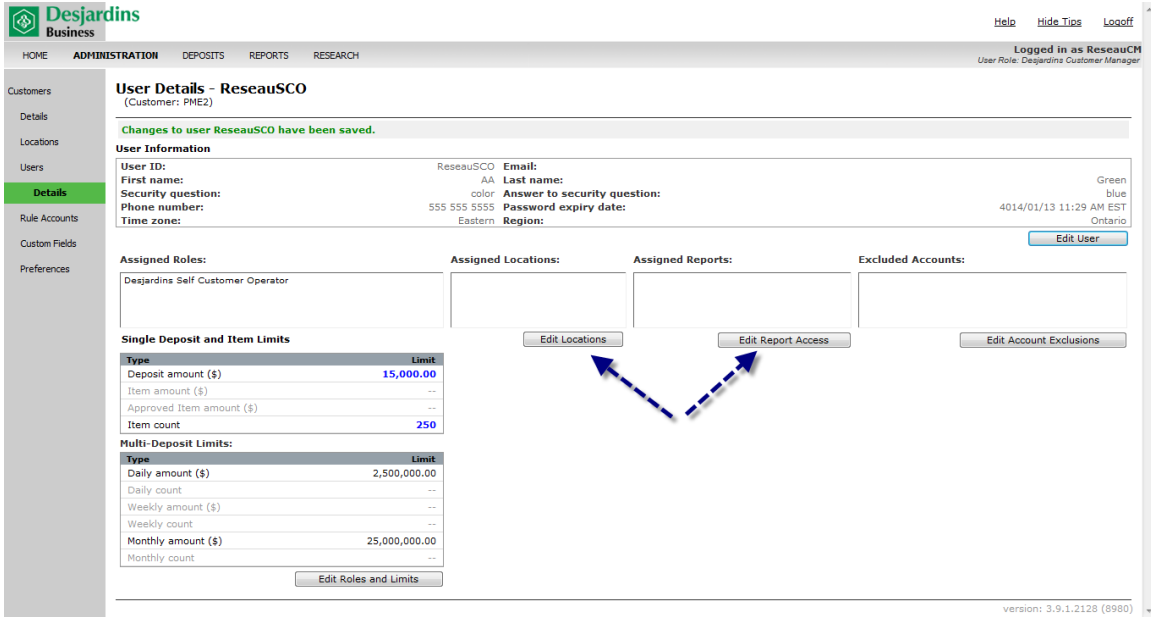 Desjardins
Business
Help Hide Tips Logoff
HOME ADMINISTRATION DEPOSITS REPORTS RESEARCH
Logged in as ReseauCM
User Role: Desjardins Customer Manager
Customers
Details
Locations
Users
Details
Rule Accounts
Custom Fields
Preferences
User Details - ReseauSCO
(Customer: PME2)
Changes to user ReseauSCO have been saved.
User Information
User ID: ReseauSCO Email:
First name: AA Last name: Green
Security question: color Answer to security question: blue
Phone number: 555 555 5555 Password expiry date: 4014/01/13 11:29 AM EST
Time zone: Eastern Region: Ontario
Edit User
Assigned Roles: Assigned Locations: Assigned Reports: Excluded Accounts:
Desjardins Self Customer Operator
Edit Locations Edit Report Access Edit Account Exclusions
Single Deposit and Item Limits
Type Limit
Deposit amount ($) 15,000.00
Item amount ($) --
Approved Item amount ($) --
Item count 250
Multi-Deposit Limits:
Type Limit
Daily amount ($) 2,500,000.00
Daily count --
Weekly amount ($) --
Weekly count --
Monthly amount ($) 25,000,000.00
Monthly count --
Edit Roles and Limits
version: 3.9.1.2128 (8980)